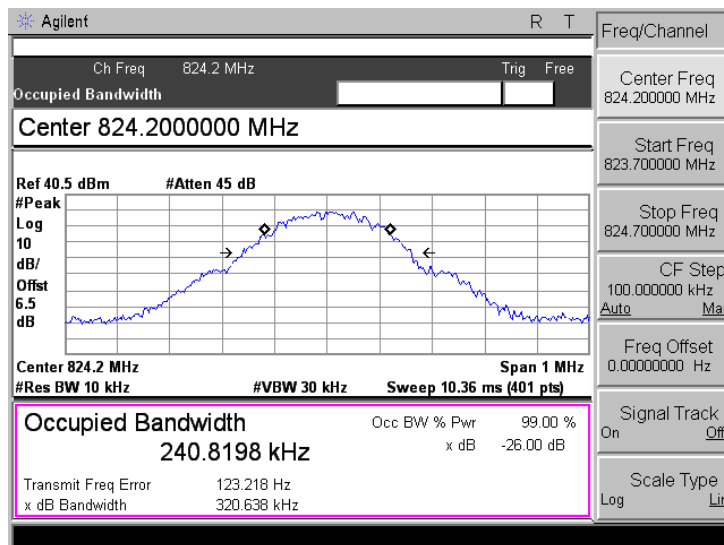 Agilent R T
Ch Freq 824.2 MHz Trig Free
Occupied Bandwidth
Center 824.2000000 MHz
Ref 40.5 dBm #Atten 45 dB
#Peak
Log
10
dB/
Offst
6.5
dB
Center 824.2 MHz Span 1 MHz
#Res BW 10 kHz #VBW 30 kHz Sweep 10.36 ms (401 pts)
Occupied Bandwidth Occ BW % Pwr 99.00 %
240.8198 kHz x dB -26.00 dB
Transmit Freq Error 123.218 Hz
x dB Bandwidth 320.638 kHz
Freq/Channel
Center Freq
824.200000 MHz
Start Freq
823.700000 MHz
Stop Freq
824.700000 MHz
CF Step
100.000000 kHz
Auto Ma
Freq Offset
0.00000000 Hz
Signal Track
On Off
Scale Type
Log Lin